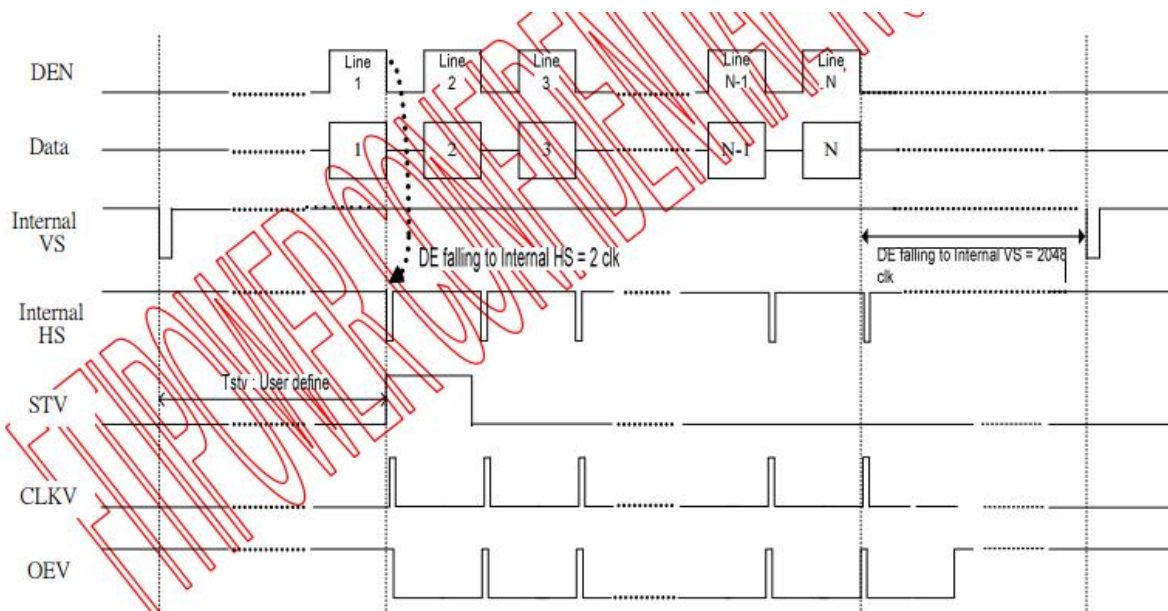 DEN
Line
1
Line
2
Line
3
Line
N-1
Line
N
Data
1
2
3
N-1
N
Internal
VS
DE falling to Internal HS = 2 clk
DE falling to Internal VS = 2048
clk
Internal
HS
Tstv : User define
STV
CLKV
OEV